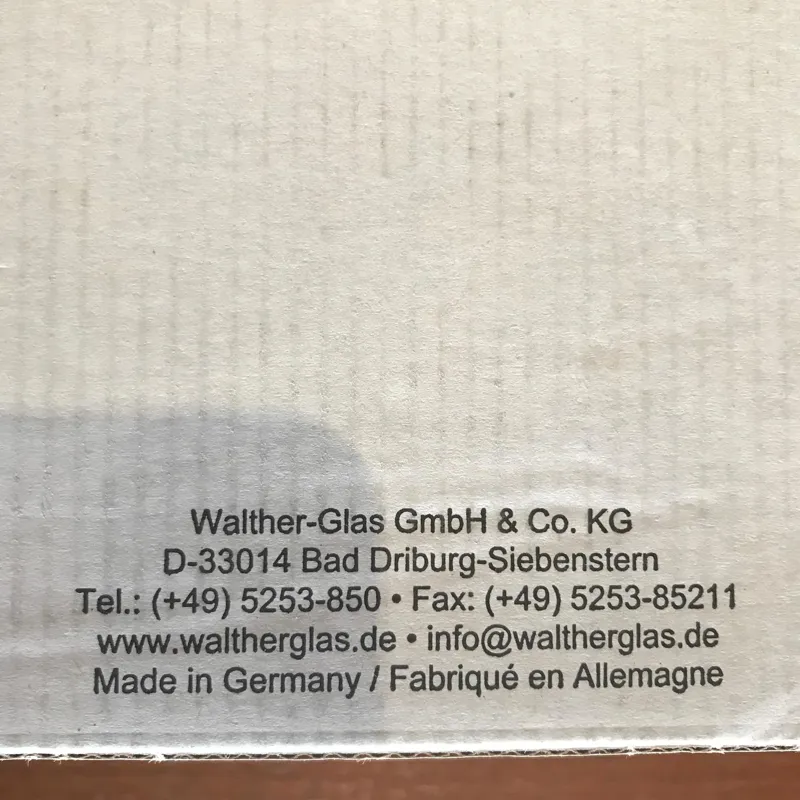 Walther-Glas GmbH & Co. KG
D-33014 Bad Driburg-Siebenstern
Tel.: (+49) 5253-850 • Fax: (+49) 5253-85211
www.waltherglas.de • info@waltherglas.de
Made in Germany / Fabriqué en Allemagne